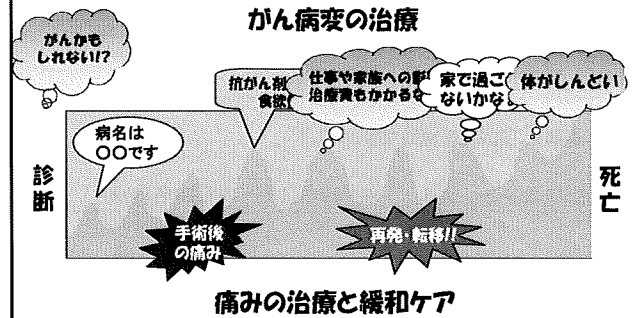 がん病変の治療
がんかも
しれない!?
抗がん剤
食欲
仕事や家族への影
治療費もかかるな
家で過ご
ないかな
体がしんどい
病名は
〇〇です
診断
死亡
手術後
の痛み
再発・転移!!
痛みの治療と緩和ケア